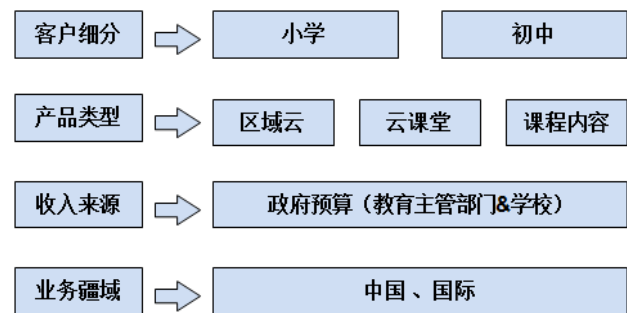 客户细分 小学 初中
产品类型 区域云 云课堂 课程内容
收入来源 政府预算（教育主管部门&学校）
业务疆域 中国、国际